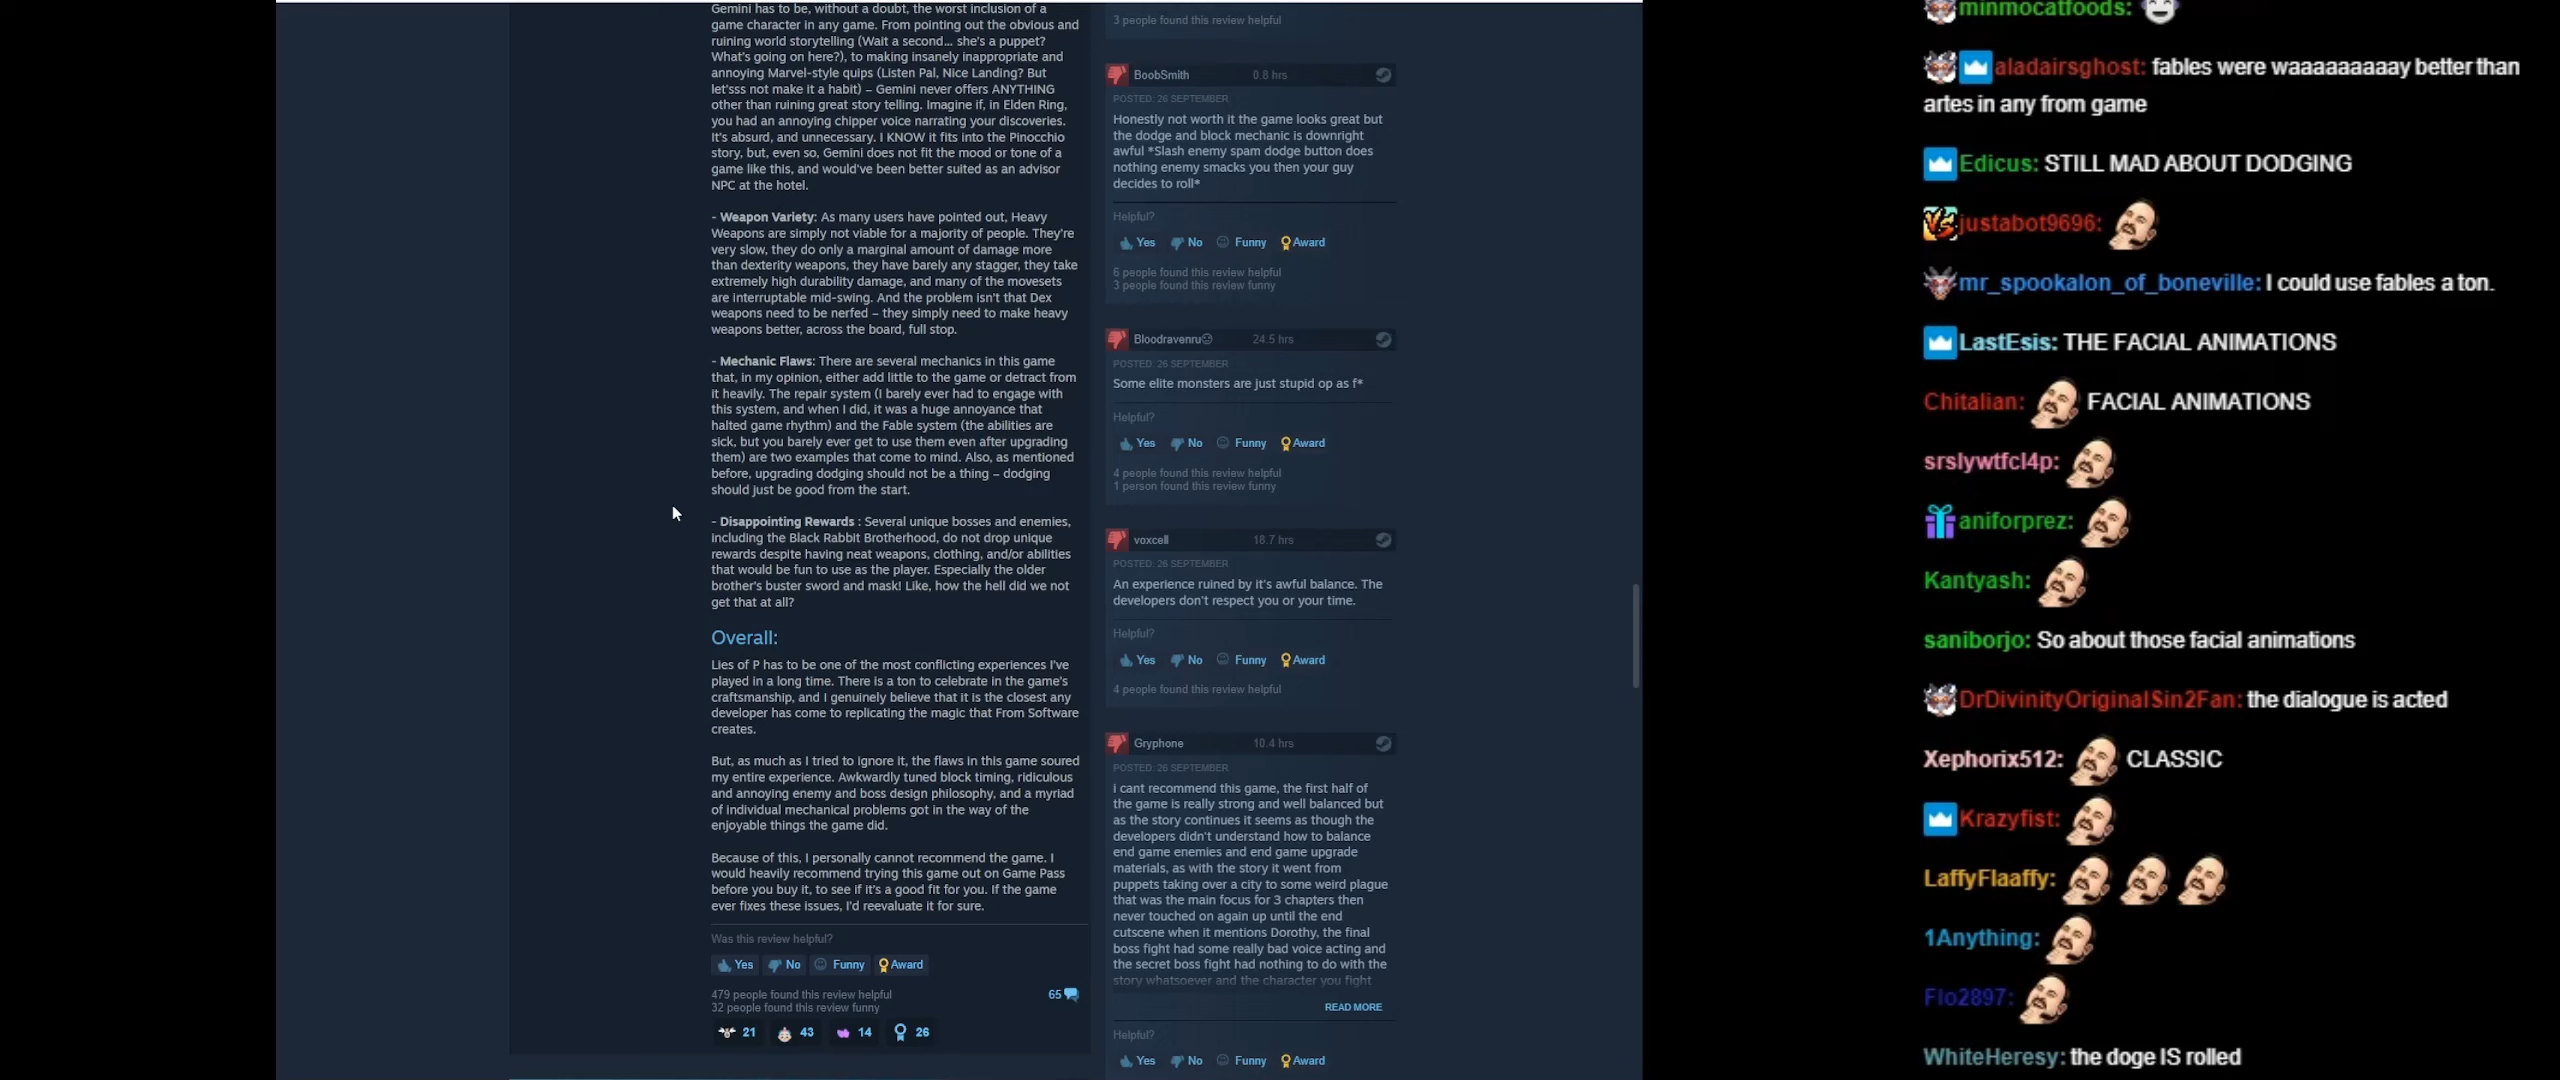 Gemini has to be, without a doubt, the worst inclusion of a
game character in any game. From pointing out the obvious and
ruining world storytelling (Wait a second... she's a puppet?
What's going on here?), to making insanely inappropriate and
annoying Marvel-style quips (Listen Pal, Nice Landing? But
let'sss not make it a habit) – Gemini never offers ANYTHING
other than ruining great story telling. Imagine if, in Elden Ring,
you had an annoying chipper voice narrating your discoveries.
It's absurd, and unnecessary. I KNOW it fits into the Pinocchio
story, but, even so, Gemini does not fit the mood or tone of a
game like this, and would've been better suited as an advisor
NPC at the hotel.
- Weapon Variety: As many users have pointed out, Heavy
Weapons are simply not viable for a majority of people. They're
very slow, they do only a marginal amount of damage more
than dexterity weapons, they have barely any stagger, they take
extremely high durability damage, and many of the movesets
are interruptable mid-swing. And the problem isn't that Dex
weapons need to be nerfed – they simply need to make heavy
weapons better, across the board, full stop.
- Mechanic Flaws: There are several mechanics in this game
that, in my opinion, either add little to the game or detract from
it heavily. The repair system (I barely ever had to engage with
this system, and when I did, it was a huge annoyance that
halted game rhythm) and the Fable system (the abilities are
sick, but you barely ever get to use them even after upgrading
them) are two examples that come to mind. Also, as mentioned
before, upgrading dodging should not be a thing – dodging
should just be good from the start.
- Disappointing Rewards : Several unique bosses and enemies,
including the Black Rabbit Brotherhood, do not drop unique
rewards despite having neat weapons, clothing, and/or abilities
that would be fun to use as the player. Especially the older
brother's buster sword and mask! Like, how the hell did we not
get that at all?
Overall:
Lies of P has to be one of the most conflicting experiences I've
played in a long time. There is a ton to celebrate in the game's
craftsmanship, and I genuinely believe that it is the closest any
developer has come to replicating the magic that From Software
creates.
But, as much as I tried to ignore it, the flaws in this game soured
my entire experience. Awkwardly tuned block timing, ridiculous
and annoying enemy and boss design philosophy, and a myriad
of individual mechanical problems got in the way of the
enjoyable things the game did.
Because of this, I personally cannot recommend the game. I
would heavily recommend trying this game out on Game Pass
before you buy it, to see if it's a good fit for you. If the game
ever fixes these issues, I'd reevaluate it for sure.
Was this review helpful?
Yes No Funny Award
479 people found this review helpful 65
32 people found this review funny
21 43 14 26
3 people found this review helpful
BoobSmith 0.8 hrs
POSTED: 26 SEPTEMBER
Honestly not worth it the game looks great but
the dodge and block mechanic is downright
awful *Slash enemy spam dodge button does
nothing enemy smacks you then your guy
decides to roll*
Helpful?
Yes No Funny Award
6 people found this review helpful
3 people found this review funny
Bloodravenru 24.5 hrs
POSTED: 26 SEPTEMBER
Some elite monsters are just stupid op as f*
Helpful?
Yes No Funny Award
4 people found this review helpful
1 person found this review funny
voxcell 18.7 hrs
POSTED: 26 SEPTEMBER
An experience ruined by it's awful balance. The
developers don't respect you or your time.
Helpful?
Yes No Funny Award
4 people found this review helpful
Gryphone 10.4 hrs
POSTED: 26 SEPTEMBER
i cant recommend this game, the first half of
the game is really strong and well balanced but
as the story continues it seems as though the
developers didn't understand how to balance
end game enemies and end game upgrade
materials, as with the story it went from
puppets taking over a city to some weird plague
that was the main focus for 3 chapters then
never touched on again up until the end
cutscene when it mentions Dorothy, the final
boss fight had some really bad voice acting and
the secret boss fight had nothing to do with the
story whatsoever and the character you fight
READ MORE
Helpful?
Yes No Funny Award
minmocatfoods:
aladairsghost: fables were waaaaaaaaay better than
artes in any from game
Edicus: STILL MAD ABOUT DODGING
justabot9696:
mr_spookalon_of_boneville: I could use fables a ton.
LastEsis: THE FACIAL ANIMATIONS
Chitalian: FACIAL ANIMATIONS
srslywtfcl4p:
aniforprez:
Kantyash:
saniborjo: So about those facial animations
DrDivinityOriginalSin2Fan: the dialogue is acted
Xephorix512: CLASSIC
Krazyfist:
LaffyFlaaffy:
1Anything:
Flo2897:
WhiteHeresy: the doge IS rolled